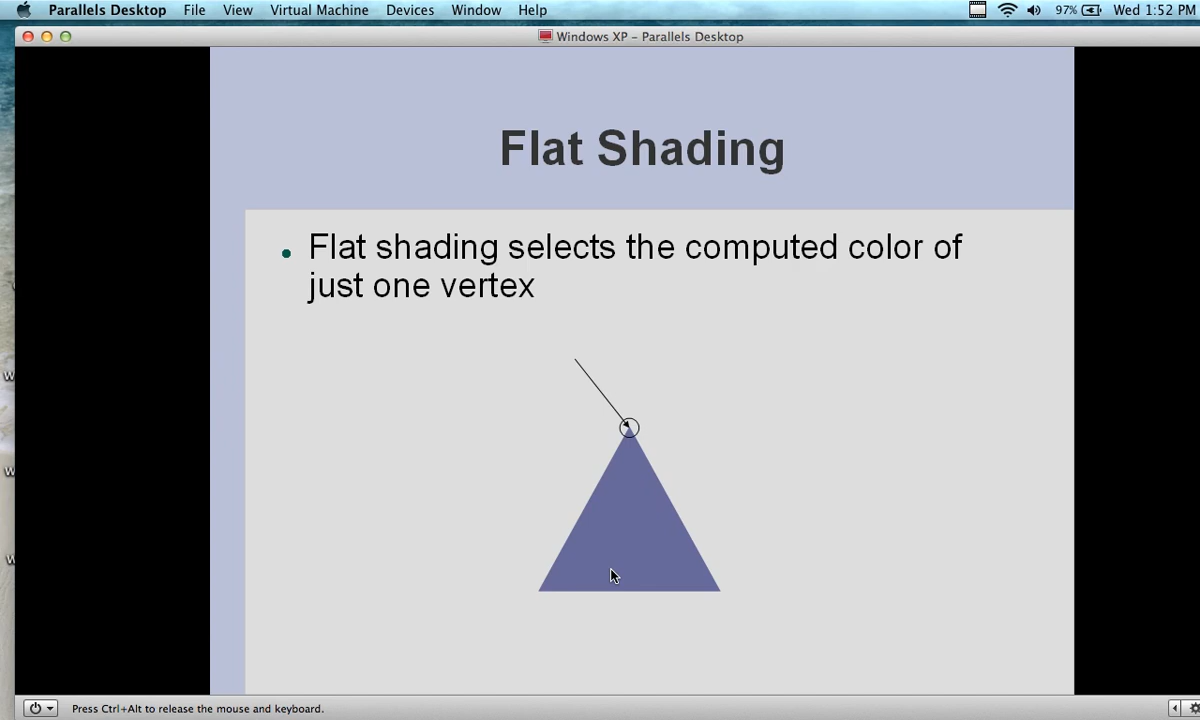 Parallels Desktop File View Virtual Machine Devices Window Help 97% Wed 1:52 PM
Windows XP – Parallels Desktop
Flat Shading
• Flat shading selects the computed color of
just one vertex
w
w
w
Press Ctrl+Alt to release the mouse and keyboard.